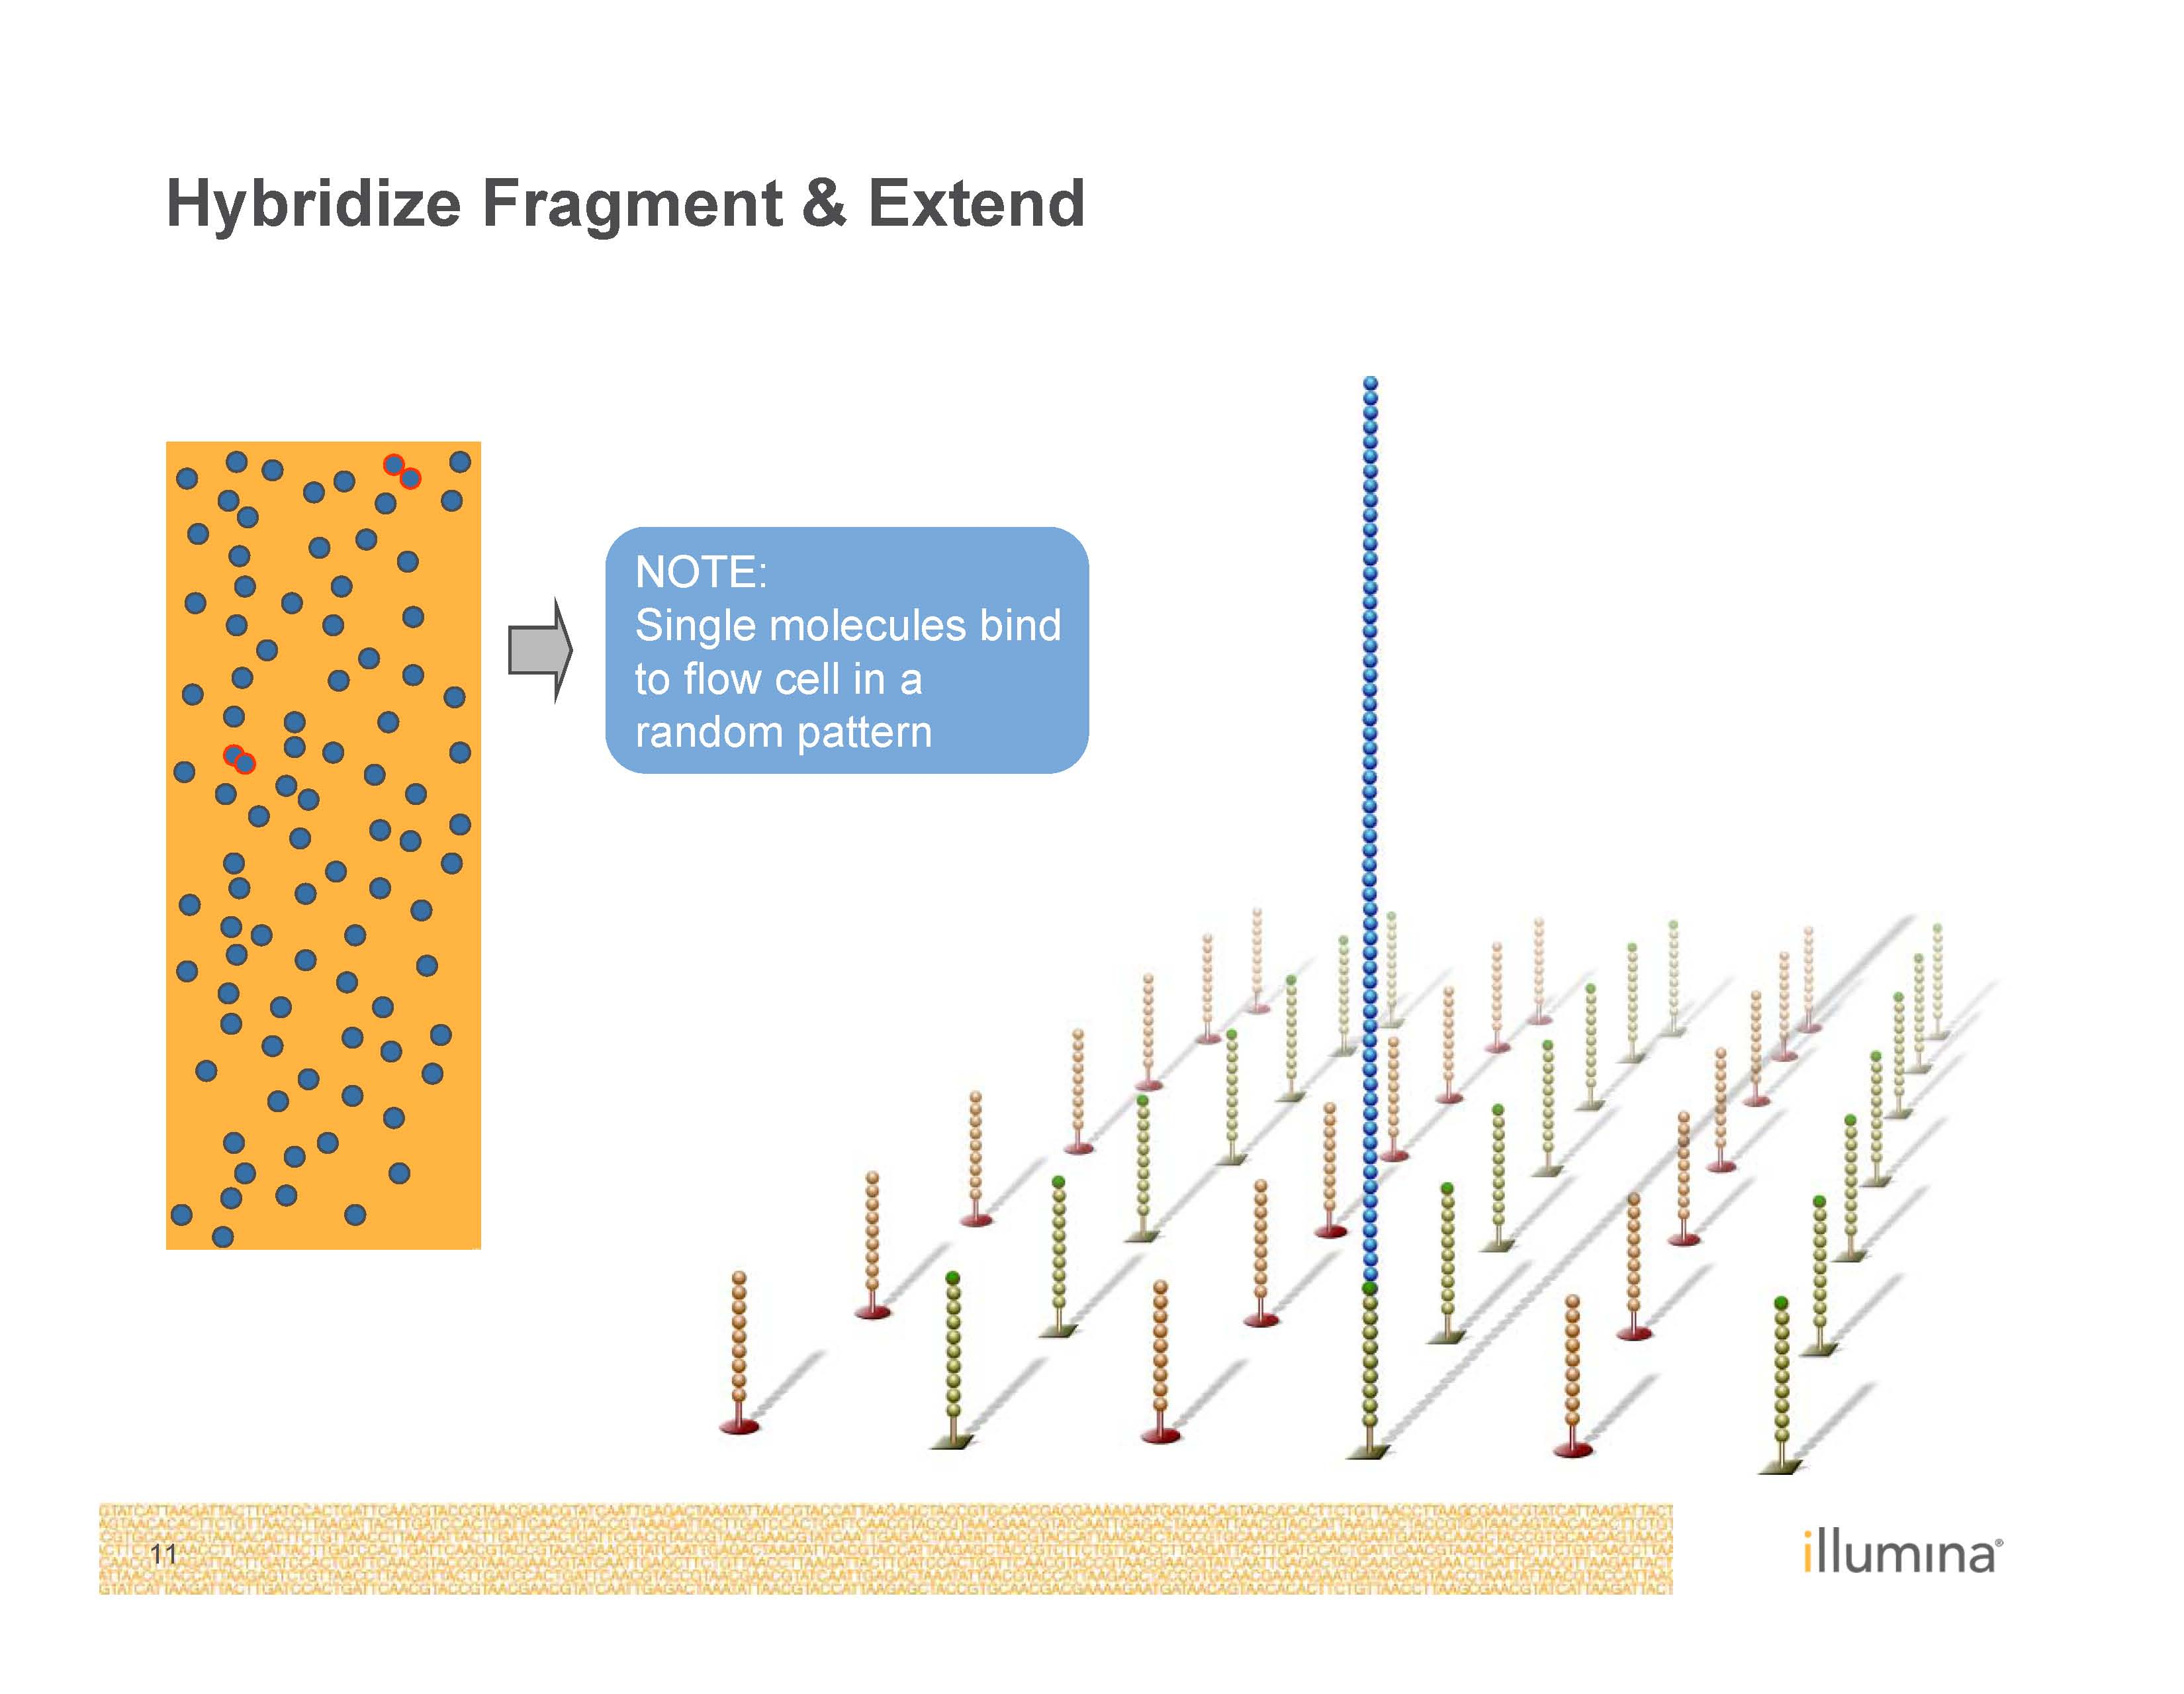 Hybridize Fragment & Extend
NOTE:
Single molecules bind
to flow cell in a
random pattern
11
illumina®